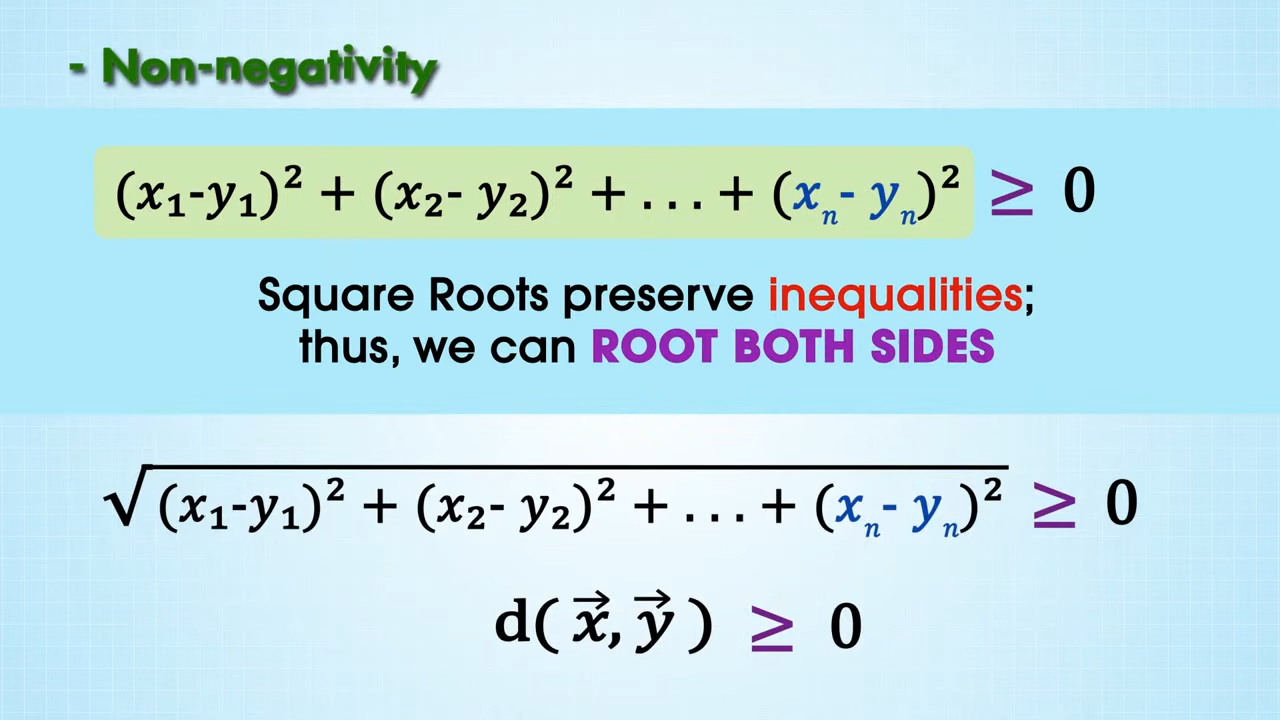 - Non-negativity
(x₁-y₁)² + (x₂- y₂)² + . . . + (xₙ- yₙ)² ≥ 0
Square Roots preserve inequalities;
thus, we can ROOT BOTH SIDES
√(x₁-y₁)² + (x₂- y₂)² + . . . + (xₙ- yₙ)² ≥ 0
d( x⃗, y⃗ ) ≥ 0